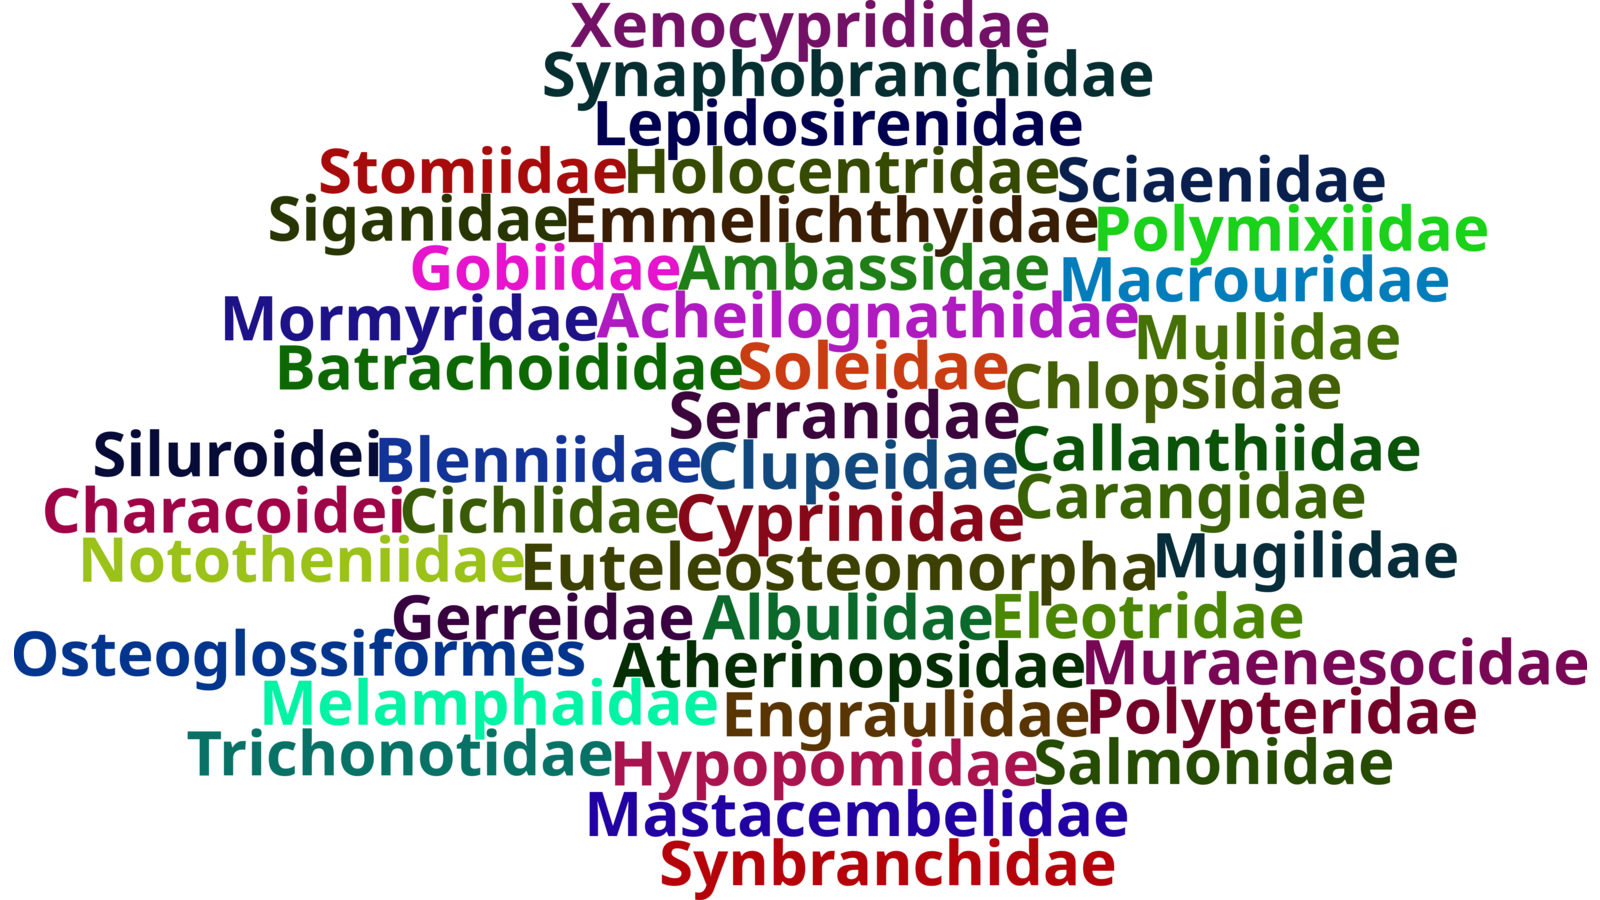 Xenocyprididae
Synaphobranchidae
Lepidosirenidae
Stomiidae Holocentridae Sciaenidae
Siganidae Emmelichthyidae Polymixiidae
Gobiidae Ambassidae Macrouridae
Mormyridae Acheilognathidae Mullidae
Batrachoididae Soleidae Chlopsidae
Serranidae
Siluroidei Blenniidae Clupeidae Callanthiidae
Characoidei Cichlidae Cyprinidae Carangidae
Nototheniidae Euteleosteomorpha Mugilidae
Gerreidae Albulidae Eleotridae
Osteoglossiformes Atherinopsidae Muraenesocidae
Melamphaidae Engraulidae Polypteridae
Trichonotidae Hypopomidae Salmonidae
Mastacembelidae
Synbranchidae